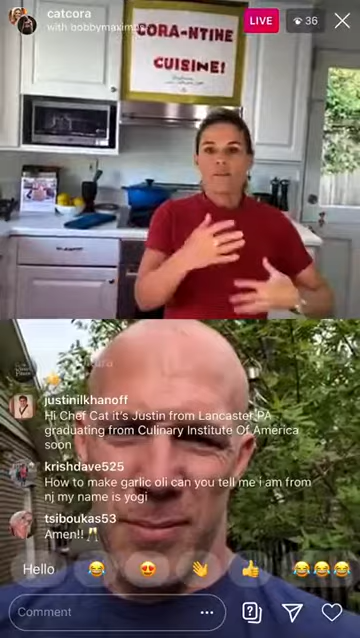 catcora
LIVE
36
with bobbymaxim
CORA-NTINE
CUISINE!
justinilkhanoff
Hi Chef Cat it's Justin from Lancaster PA
graduating from Culinary Institute Of America
soon
krishdave525
How to make garlic oli can you tell me i am from
nj my name is yogi
tsiboukas53
Amen!! 🥂
Hello
Comment